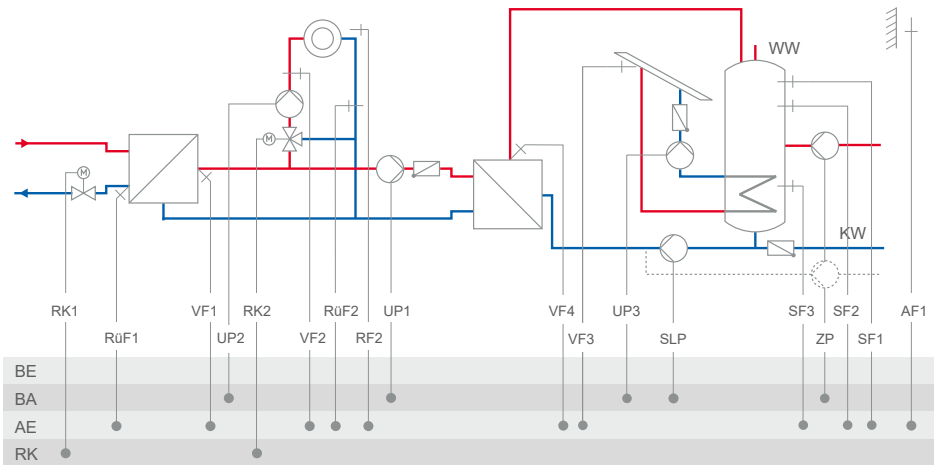 WW
M
M
KW
RK1 VF1 RK2 RüF2 UP1 VF4 UP3 SF3 SF2 AF1
RüF1 UP2 VF2 RF2 VF3 SLP ZP SF1
BE
BA
AE
RK